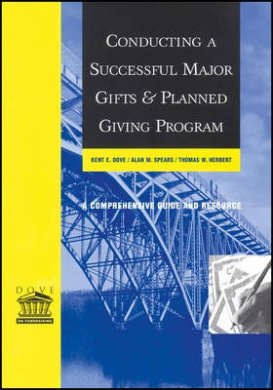 CONDUCTING A
SUCCESSFUL MAJOR
GIFTS & PLANNED
GIVING PROGRAM
KENT E. DOVE / ALAN M. SPEARS / THOMAS W. HERBERT
A COMPREHENSIVE GUIDE AND RESOURCE
DOVE
ON FUNDRAISING